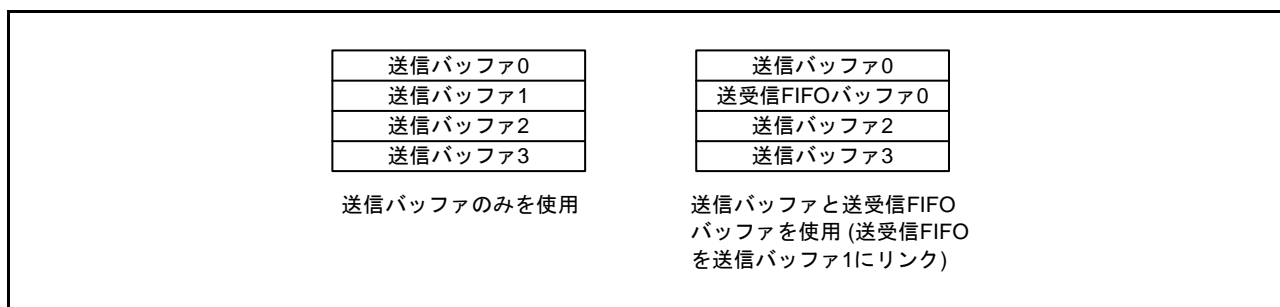 送信バッファ0
送信バッファ1
送信バッファ2
送信バッファ3
送信バッファのみを使用
送信バッファ0
送受信FIFOバッファ0
送信バッファ2
送信バッファ3
送信バッファと送受信FIFO
バッファを使用 (送受信FIFO
を送信バッファ1にリンク)